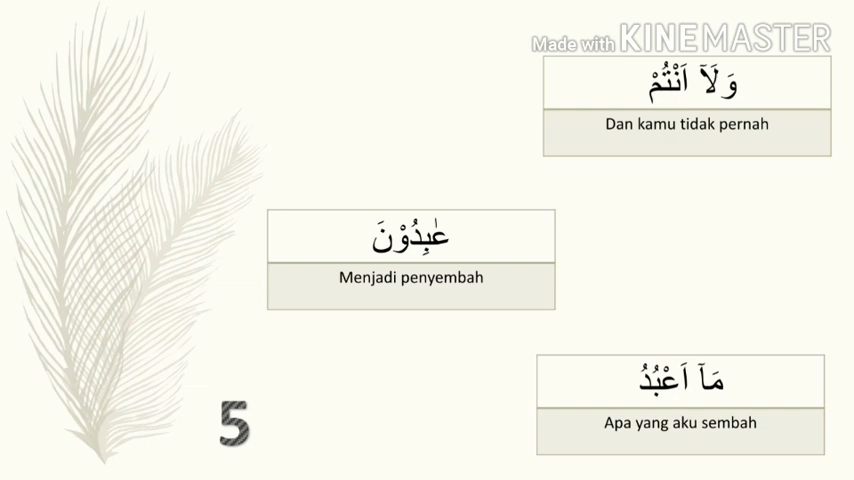 Made with KINEMASTER
وَلَآ اَنْتُمْ
Dan kamu tidak pernah
عٰبِدُوْنَ
Menjadi penyembah
مَآ اَعْبُدُ
Apa yang aku sembah
5